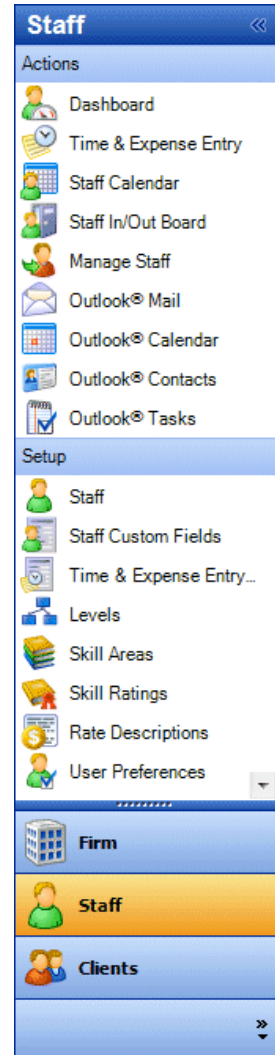 Staff
Actions
Dashboard
Time & Expense Entry
Staff Calendar
Staff In/Out Board
Manage Staff
Outlook® Mail
Outlook® Calendar
Outlook® Contacts
Outlook® Tasks
Setup
Staff
Staff Custom Fields
Time & Expense Entry...
Levels
Skill Areas
Skill Ratings
Rate Descriptions
User Preferences
Firm
Staff
Clients